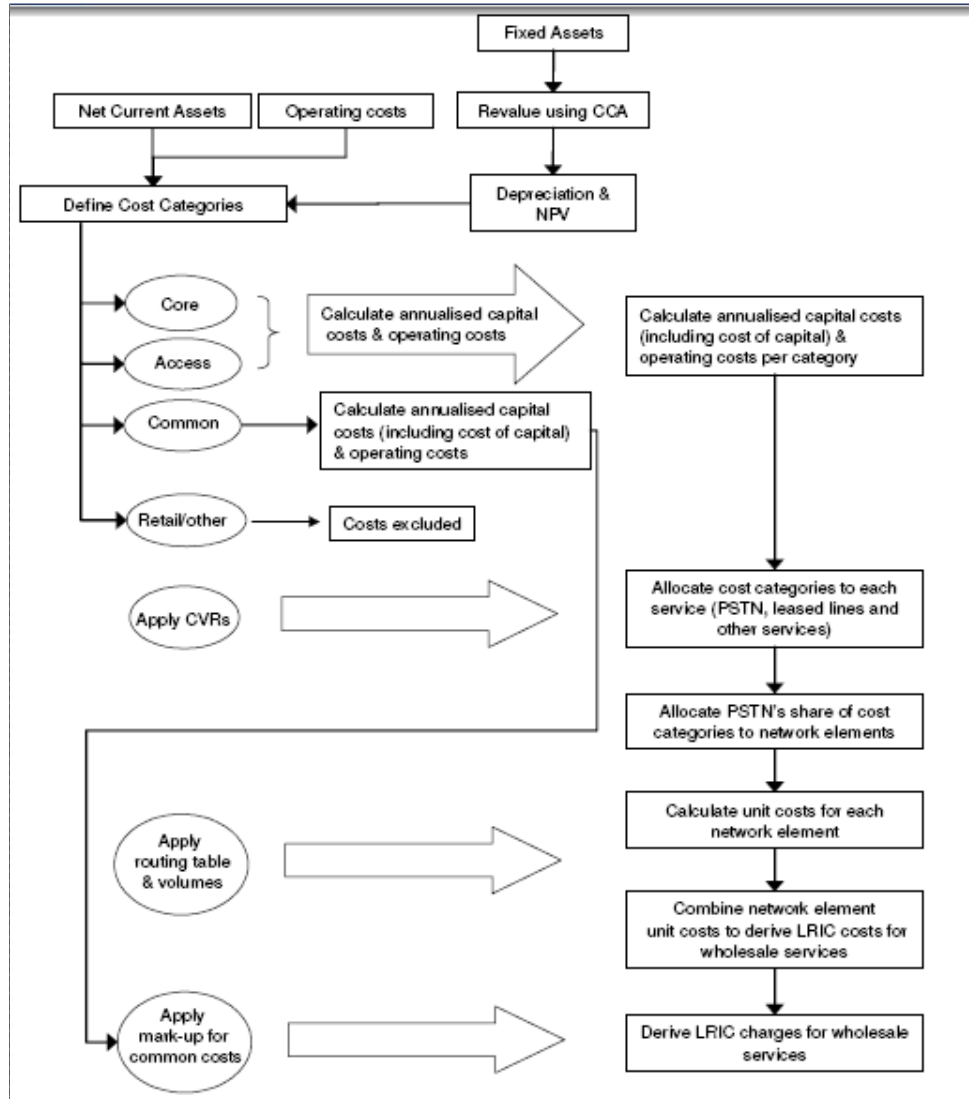 Fixed Assets
Net Current Assets
Operating costs
Revalue using CCA
Define Cost Categories
Depreciation &
NPV
Core
Calculate annualised capital
costs & operating costs
Calculate annualised capital costs
(including cost of capital) &
operating costs per category
Access
Common
Calculate annualised capital
costs (including cost of capital)
& operating costs
Retail/other
Costs excluded
Apply CVRs
Allocate cost categories to each
service (PSTN, leased lines and
other services)
Allocate PSTN's share of cost
categories to network elements
Apply
routing table
& volumes
Calculate unit costs for each
network element
Combine network element
unit costs to derive LRIC costs for
wholesale services
Apply
mark-up for
common costs
Derive LRIC charges for wholesale
services